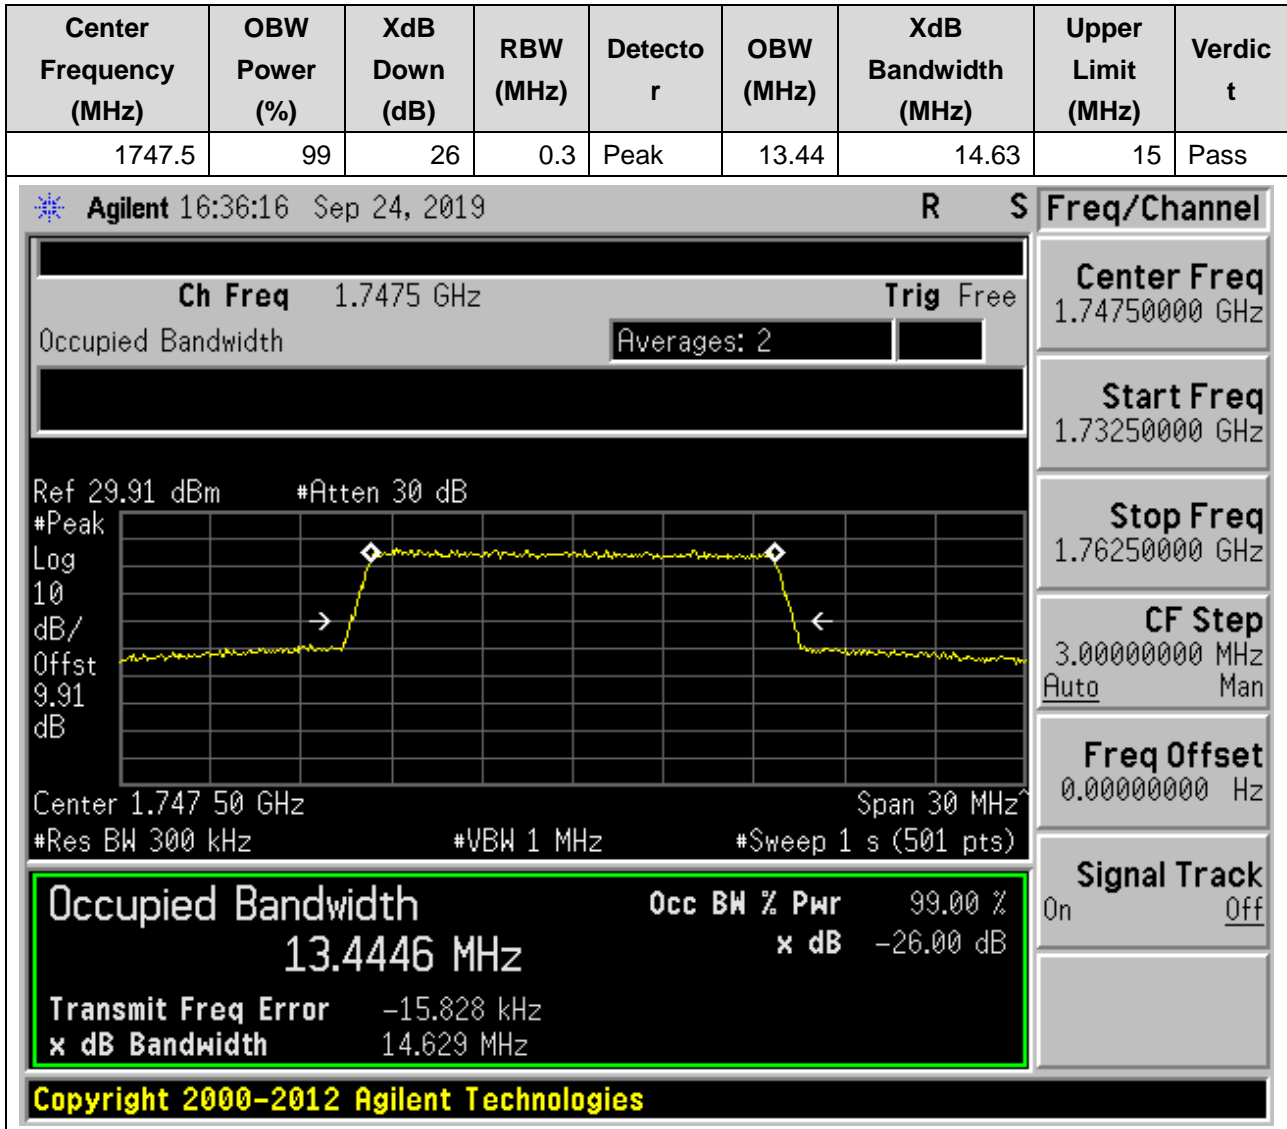 Center Frequency (MHz) OBW Power (%) XdB Down (dB) RBW (MHz) Detecto r OBW (MHz) XdB Bandwidth (MHz) Upper Limit (MHz) Verdic t
1747.5 99 26 0.3 Peak 13.44 14.63 15 Pass
Agilent 16:36:16 Sep 24, 2019 R S
Freq/Channel
Ch Freq 1.7475 GHz Trig Free
Occupied Bandwidth Averages: 2
Center Freq
1.74750000 GHz
Start Freq
1.73250000 GHz
Stop Freq
1.76250000 GHz
CF Step
3.00000000 MHz
Auto Man
Freq Offset
0.00000000 Hz
Signal Track
On Off
Ref 29.91 dBm #Atten 30 dB
#Peak
Log
10
dB/
Offst
9.91
dB
Center 1.747 50 GHz Span 30 MHz^
#Res BW 300 kHz #VBW 1 MHz #Sweep 1 s (501 pts)
Occupied Bandwidth Occ BW % Pwr 99.00 %
13.4446 MHz x dB -26.00 dB
Transmit Freq Error -15.828 kHz
x dB Bandwidth 14.629 MHz
Copyright 2000-2012 Agilent Technologies